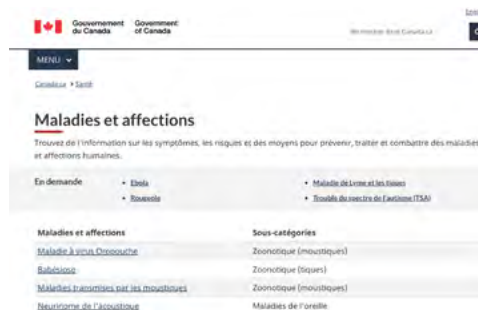 Gouvernement Government
du Canada of Canada
MENU
Canada.ca Santé
Maladies et affections
Trouvez de l'information sur les symptômes, les risques et des moyens pour prévenir, traiter et combattre des maladies
et affections humaines.
En demande
Ebola
Maladie de Lyme et les tiques
Rougeole
Trouble du spectre de l'autisme (TSA)
Maladies et affections Sous-catégories
Maladie à virus Oropouche Zoonotique (moustiques)
Babésiose Zoonotique (tiques)
Maladies transmises par les moustiques Zoonotique (moustiques)
Neurinome de l'acoustique Maladies de l'oreille